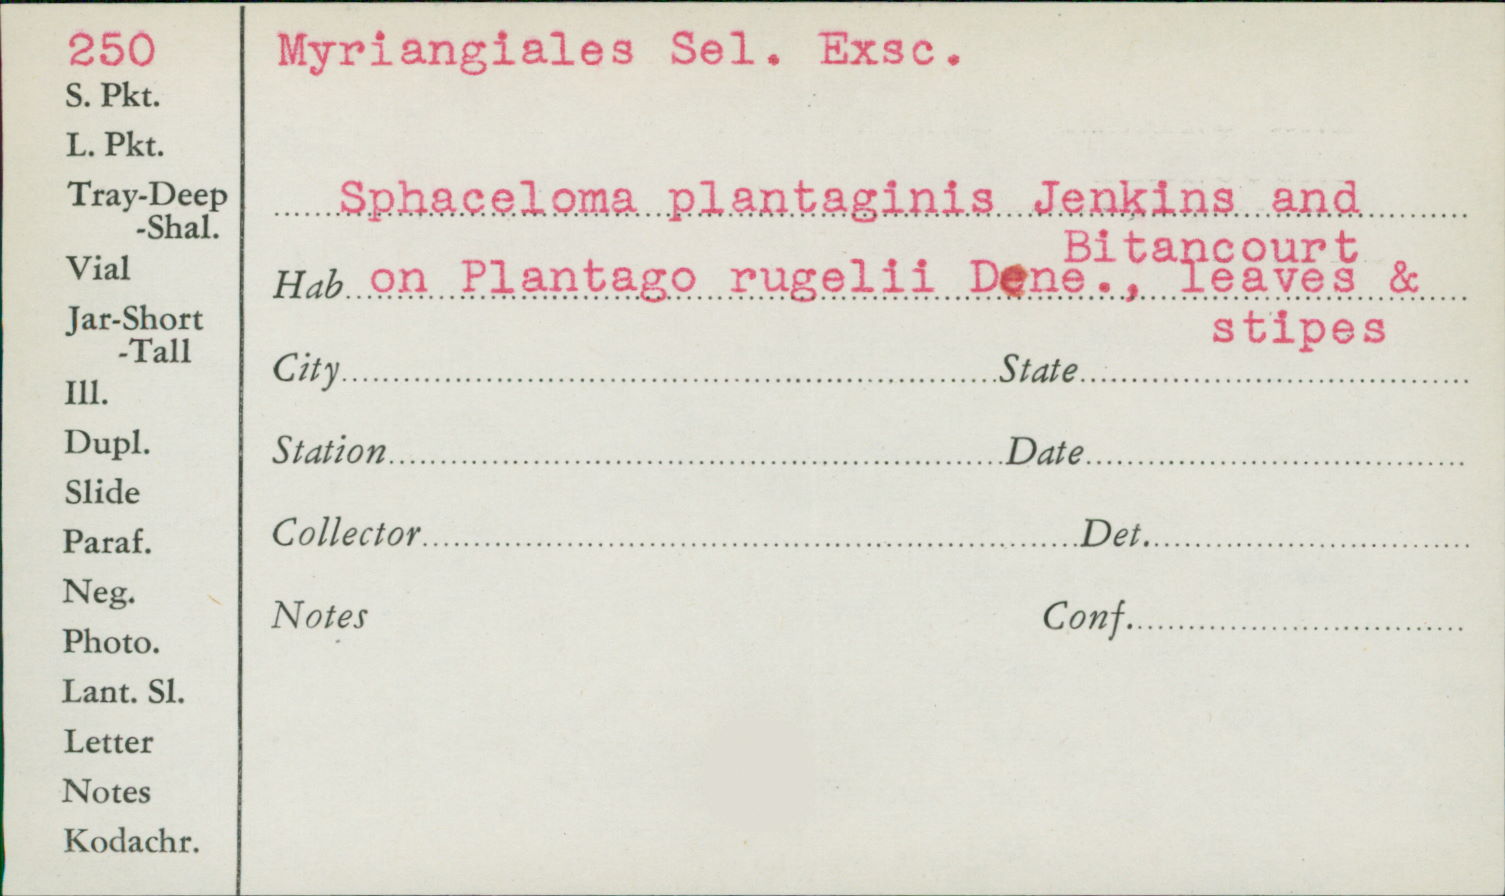 250
Myriangiales Sel. Exsc.
S. Pkt.
L. Pkt.
Tray-Deep
-Shal.
Vial
Jar-Short
-Tall
Ill.
Dupl.
Slide
Paraf.
Neg.
Photo.
Lant. Sl.
Letter
Notes
Kodachr.
Sphaceloma plantaginis Jenkins and
Bitancourt
Hab on Plantago rugelii Dene., leaves &
stipes
City State
Station Date
Collector Det.
Notes Conf.